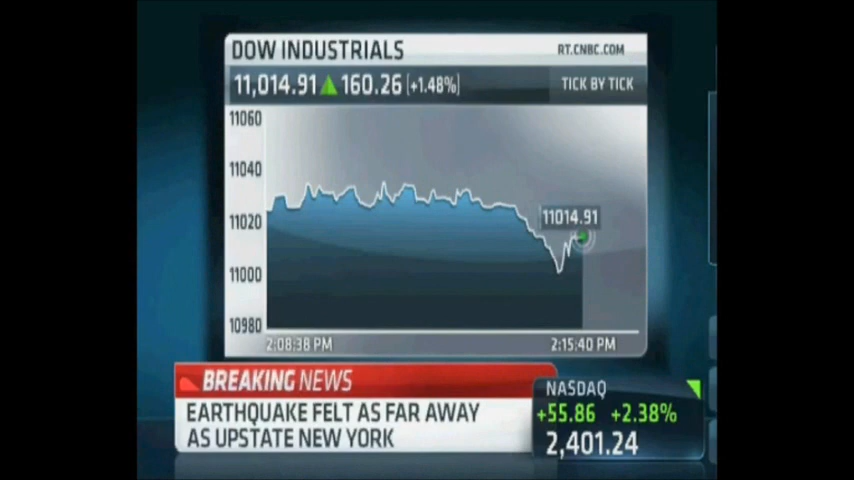 DOW INDUSTRIALS RT.CNBC.COM
11,014.91 160.26 [+1.48%] TICK BY TICK
11060
11040
11020
11000
10980
11014.91
2:08:38 PM 2:15:40 PM
BREAKING NEWS
EARTHQUAKE FELT AS FAR AWAY
AS UPSTATE NEW YORK
NASDAQ
+55.86 +2.38%
2,401.24